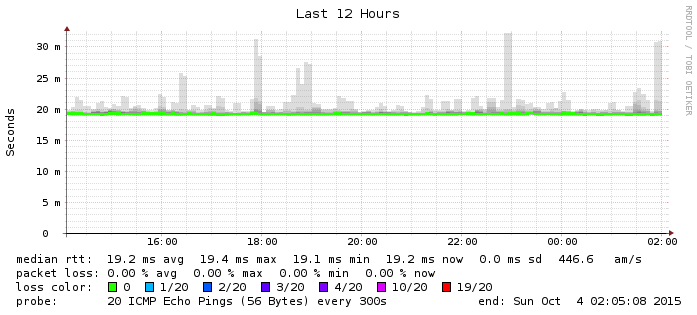 Last 12 Hours
RRDTOOL / TOBI OETIKER
Seconds
30 m
25 m
20 m
15 m
10 m
5 m
0
16:00 18:00 20:00 22:00 00:00 02:00
median rtt: 19.2 ms avg 19.4 ms max 19.1 ms min 19.2 ms now 0.0 ms sd 446.6 am/s
packet loss: 0.00 % avg 0.00 % max 0.00 % min 0.00 % now
loss color: 0 1/20 2/20 3/20 4/20 10/20 19/20
probe: 20 ICMP Echo Pings (56 Bytes) every 300s end: Sun Oct 4 02:05:08 2015